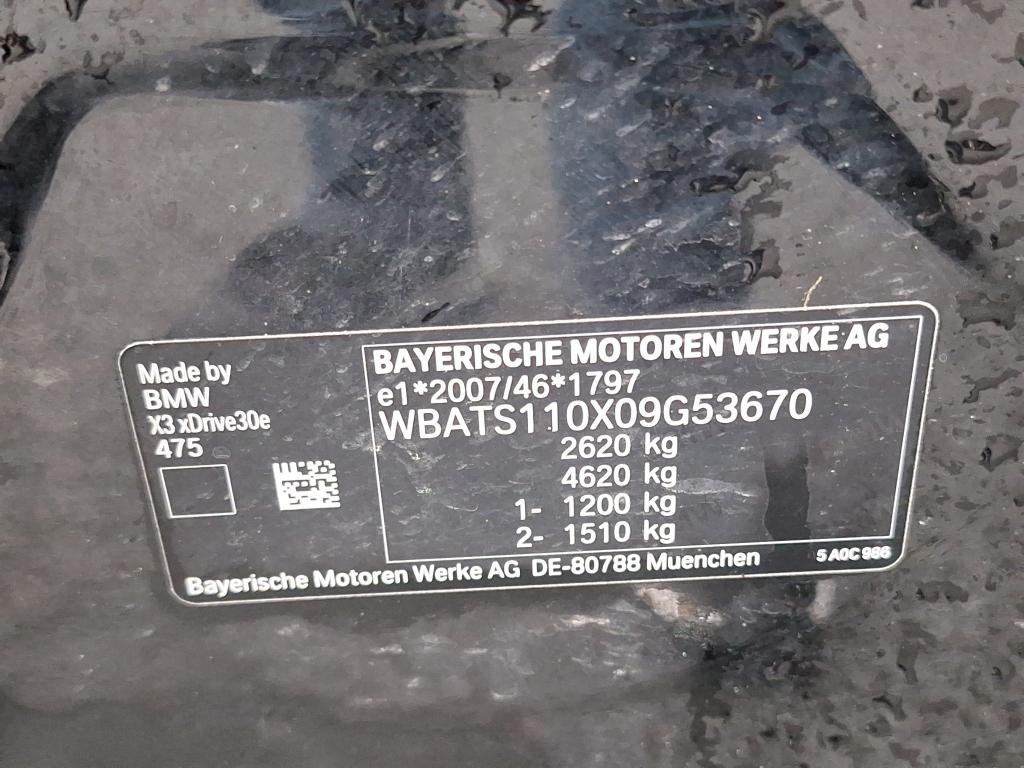 Made by
BMW
X3 xDrive30e
475
BAYERISCHE MOTOREN WERKE AG
e1*2007/46*1797
WBATS110X09G53670
2620 kg
4620 kg
1- 1200 kg
2- 1510 kg
Bayerische Motoren Werke AG DE-80788 Muenchen
5 A0C 986